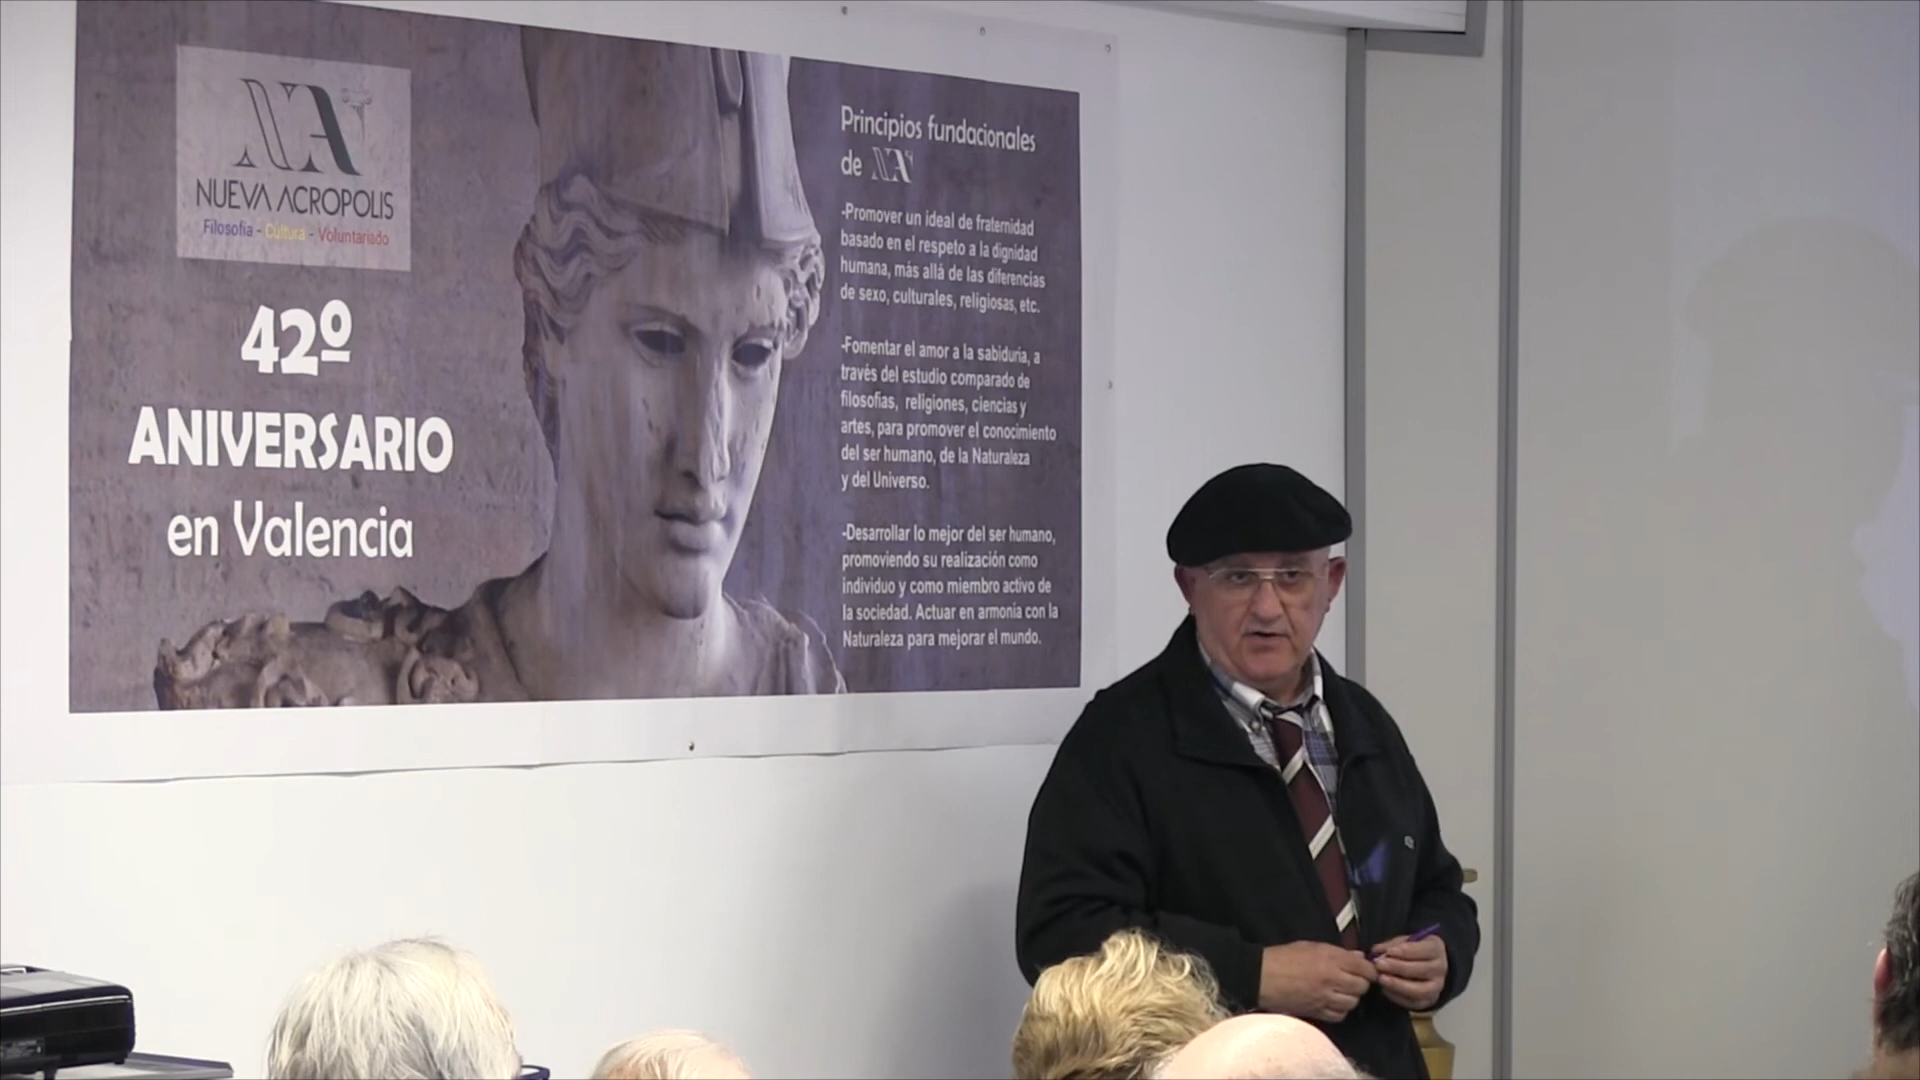 NA
NUEVA ACROPOLIS
Filosofía - Cultura - Voluntariado
42º
ANIVERSARIO
en Valencia
Principios fundacionales
de NA
-Promover un ideal de fraternidad
basado en el respeto a la dignidad
humana, más allá de las diferencias
de sexo, culturales, religiosas, etc.
-Fomentar el amor a la sabiduría, a
través del estudio comparado de
filosofías, religiones, ciencias y
artes, para promover el conocimiento
del ser humano, de la Naturaleza
y del Universo.
-Desarrollar lo mejor del ser humano,
promoviendo su realización como
individuo y como miembro activo de
la sociedad. Actuar en armonía con la
Naturaleza para mejorar el mundo.